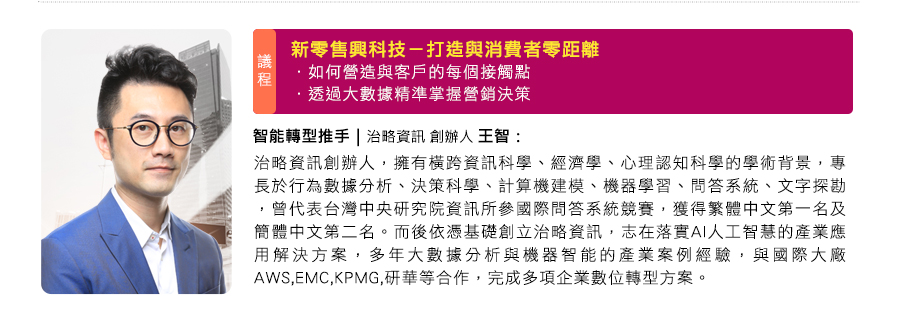 議程
新零售興科技－打造與消費者零距離
．如何營造與客戶的每個接觸點
．透過大數據精準掌握營銷決策
智能轉型推手 | 治略資訊 創辦人 王智：
治略資訊創辦人，擁有橫跨資訊科學、經濟學、心理認知科學的學術背景，專
長於行為數據分析、決策科學、計算機建模、機器學習、問答系統、文字探勘
，曾代表台灣中央研究院資訊所參國際問答系統競賽，獲得繁體中文第一名及
簡體中文第二名。而後依憑基礎創立治略資訊，志在落實AI人工智慧的產業應
用解決方案，多年大數據分析與機器智能的產業案例經驗，與國際大廠
AWS,EMC,KPMG,研華等合作，完成多項企業數位轉型方案。